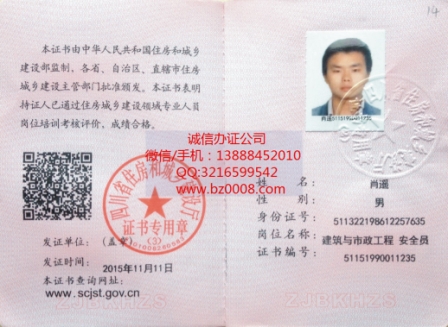 14
本证书由中华人民共和国住房和城乡
建设部监制，各省、自治区、直辖市住房
城乡建设主管部门批准颁发。本证书表明
持证人已通过住房城乡建设领域专业人员
岗位培训考核评价，成绩合格。
诚信办证公司
微信/手机：13888452010
QQ:3216599542
www.bz0008.com
四川省住房和城乡建设厅
证书专用章
发证单位：（盖章）
发证时间：
2015年11月11日
本证书查询网址：
www.scjst.gov.cn
姓 名： 肖遥
性 别： 男
身份证号： 511322198612257635
岗位名称： 建筑与市政工程 安全员
证书编号： 51151990011235
ZJBKHZS
ZJBKHZS